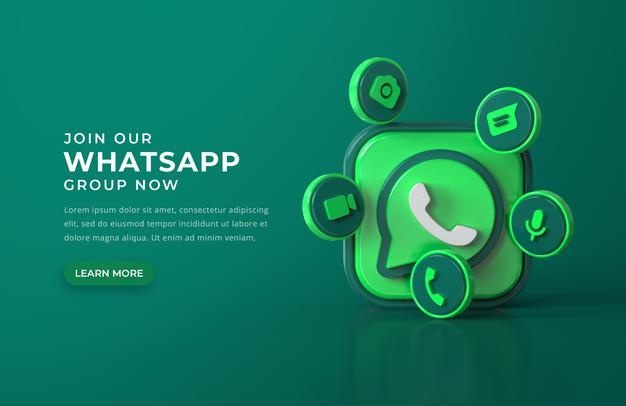 JOIN OUR
WHATSAPP
GROUP NOW
Lorem ipsum dolor sit amet, consectetur adipiscing
elit, sed do eiusmod tempor incididunt ut labore et
dolore magna aliqua. Ut enim ad minim veniam,
LEARN MORE